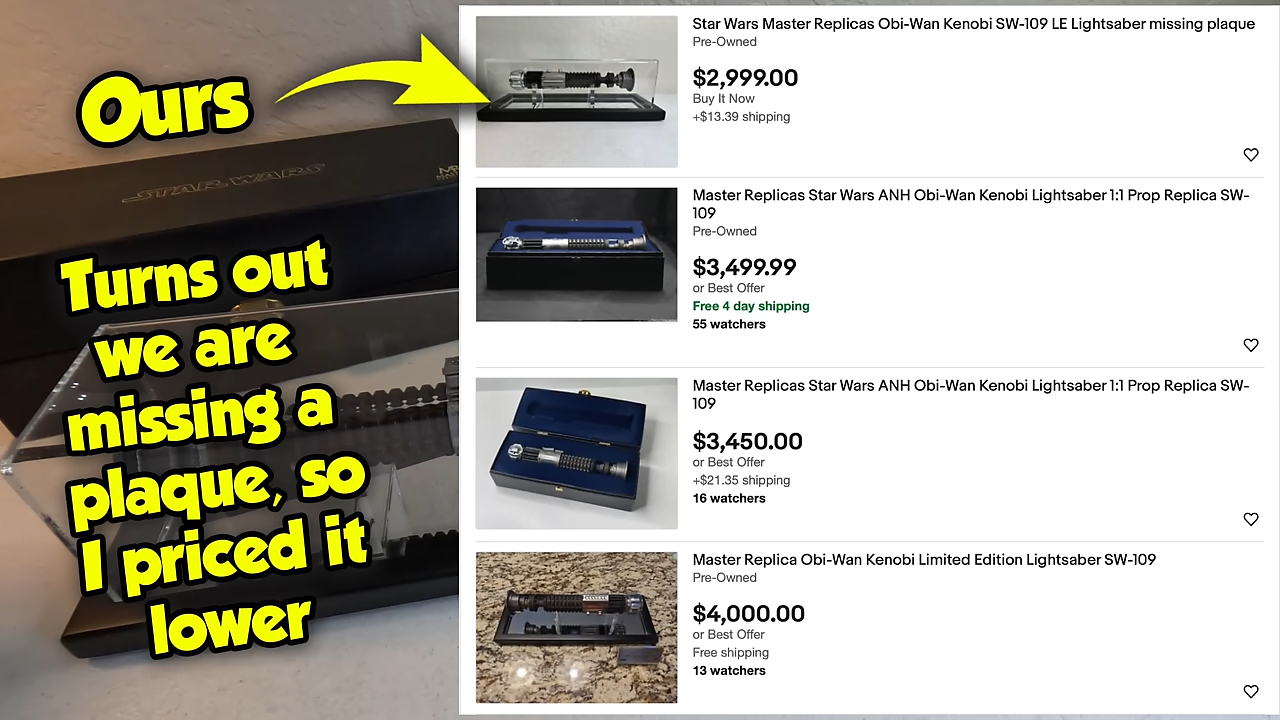 Ours
Turns out
we are
missing a
plaque, so
I priced it
lower
STAR WARS
Star Wars Master Replicas Obi-Wan Kenobi SW-109 LE Lightsaber missing plaque
Pre-Owned
$2,999.00
Buy It Now
+$13.39 shipping
Master Replicas Star Wars ANH Obi-Wan Kenobi Lightsaber 1:1 Prop Replica SW-
109
Pre-Owned
$3,499.99
or Best Offer
Free 4 day shipping
55 watchers
Master Replicas Star Wars ANH Obi-Wan Kenobi Lightsaber 1:1 Prop Replica SW-
109
$3,450.00
or Best Offer
+$21.35 shipping
16 watchers
Master Replica Obi-Wan Kenobi Limited Edition Lightsaber SW-109
Pre-Owned
$4,000.00
or Best Offer
Free shipping
13 watchers